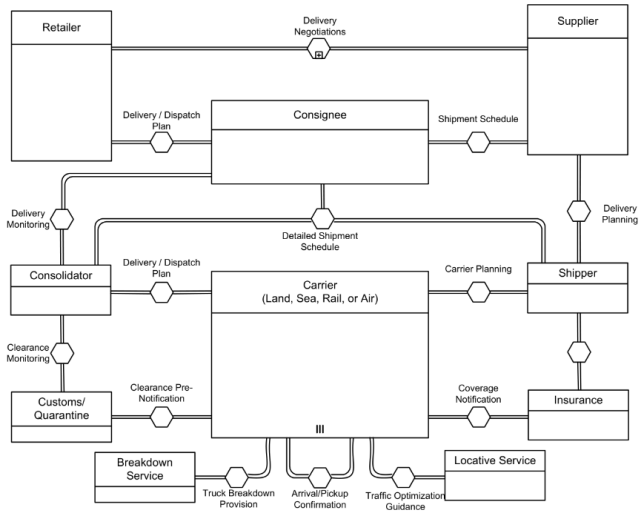 Retailer
Delivery
Negotiations
Supplier
Delivery / Dispatch
Plan
Consignee
Shipment Schedule
Delivery
Monitoring
Detailed Shipment
Schedule
Delivery
Planning
Consolidator
Delivery / Dispatch
Plan
Carrier
(Land, Sea, Rail, or Air)
Carrier Planning
Shipper
Clearance
Monitoring
Customs/
Quarantine
Clearance Pre-
Notification
Coverage
Notification
Insurance
Breakdown
Service
Truck Breakdown
Provision
Arrival/Pickup
Confirmation
Traffic Optimization
Guidance
Locative Service